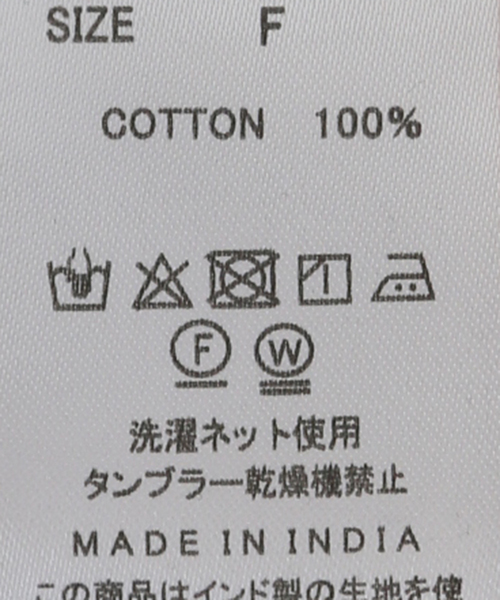 SIZE F
COTTON 100%
F W
洗濯ネット使用
タンブラー乾燥機禁止
MADE IN INDIA
この商品はインド製の生地を使